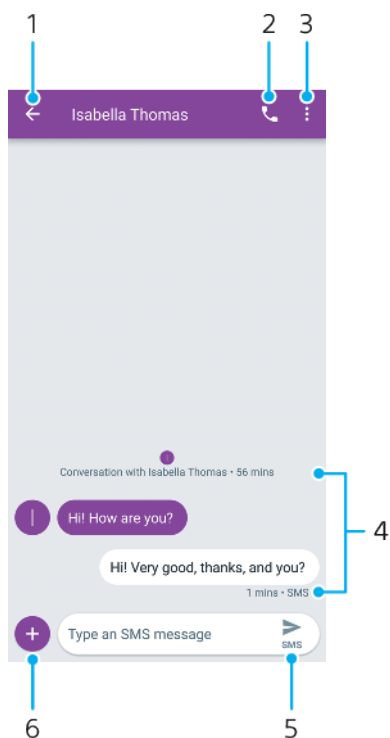 1 2 3
Isabella Thomas
Conversation with Isabella Thomas • 56 mins
Hi! How are you?
4
Hi! Very good, thanks, and you?
1 mins • SMS
Type an SMS message
SMS
6 5